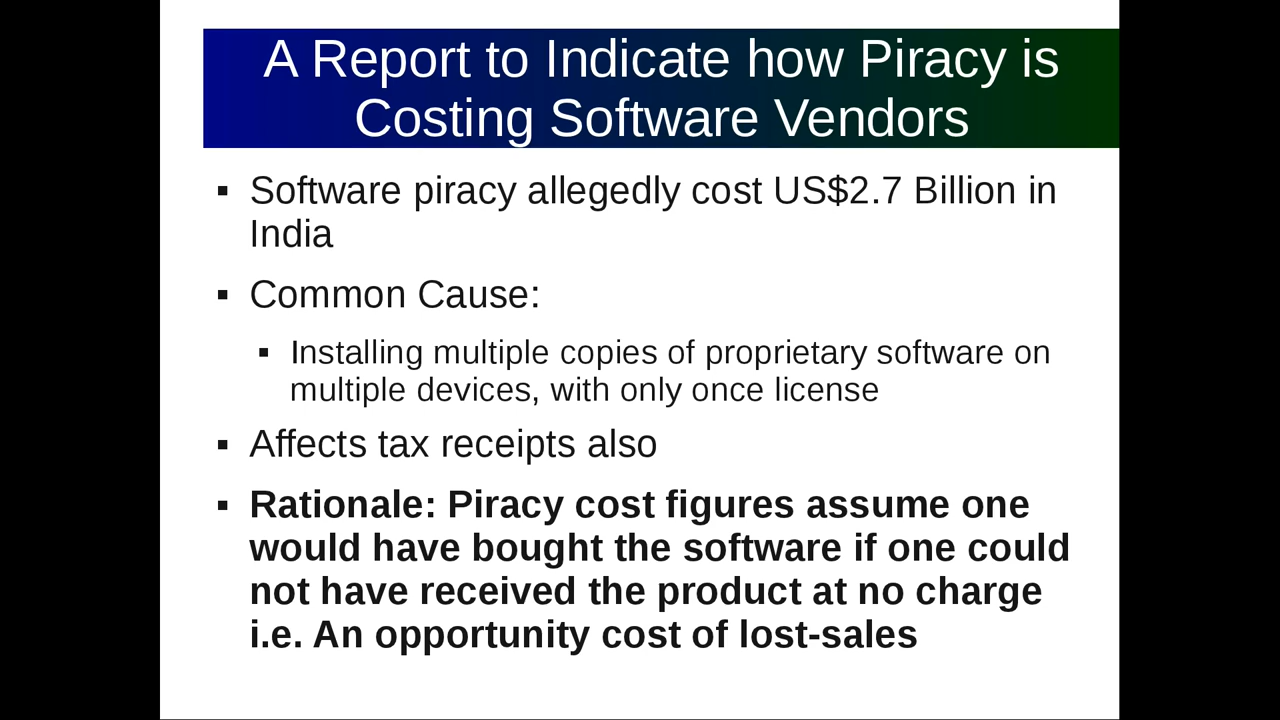 A Report to Indicate how Piracy is
Costing Software Vendors
▪ Software piracy allegedly cost US$2.7 Billion in
India
▪ Common Cause:
▪ Installing multiple copies of proprietary software on
multiple devices, with only once license
▪ Affects tax receipts also
▪ Rationale: Piracy cost figures assume one
would have bought the software if one could
not have received the product at no charge
i.e. An opportunity cost of lost-sales